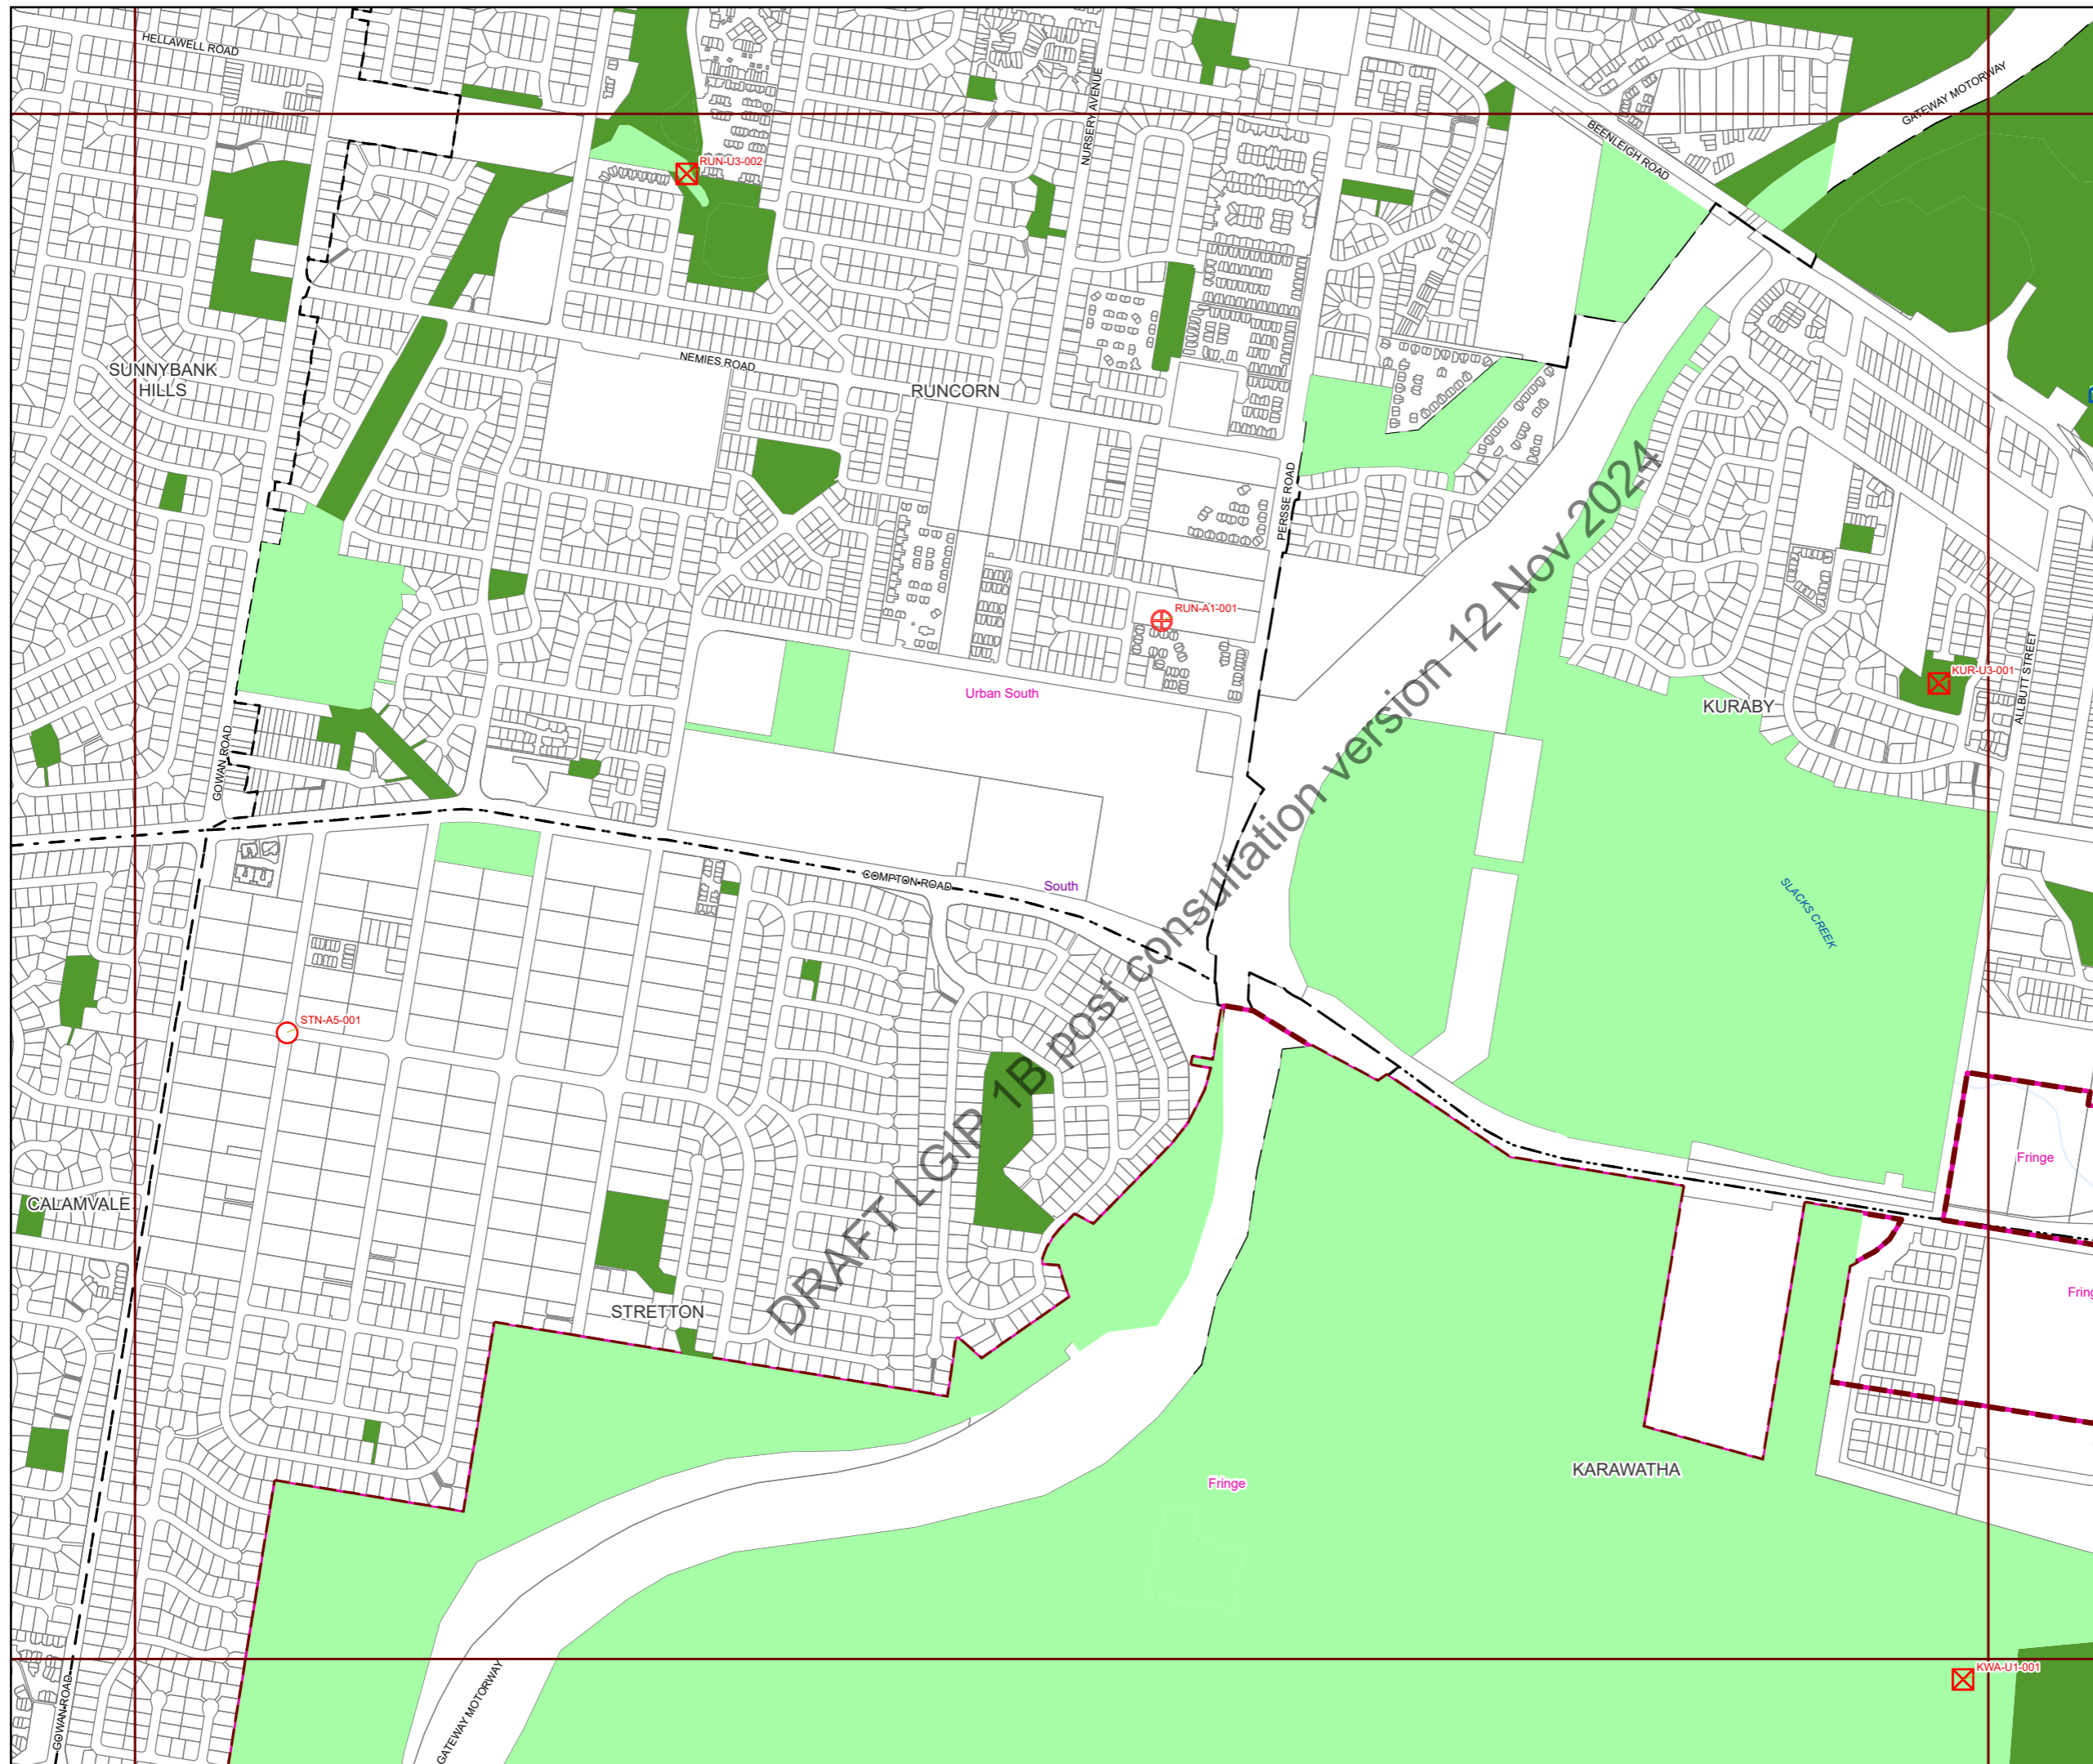 HELLAWELL ROAD
NURSERY AVENUE
GATEWAY MOTORWAY
BEENLEIGH ROAD
RUN-U3-002
SUNNYBANK
HILLS
NEMIES ROAD
RUNCORN
PERSSE ROAD
RUN-A1-001
ALLBUTT STREET
KUR-U3-001
Urban South
KURABY
GOWAN ROAD
COMPTON ROAD
South
SLACKS CREEK
STN-A5-001
DRAFT LGIP 1B post consultation version 12 Nov 2024
Fringe
CALAMVALE
STRETTON
KARAWATHA
Fringe
GOWAN ROAD
GATEWAY MOTORWAY
KWA-U1-001